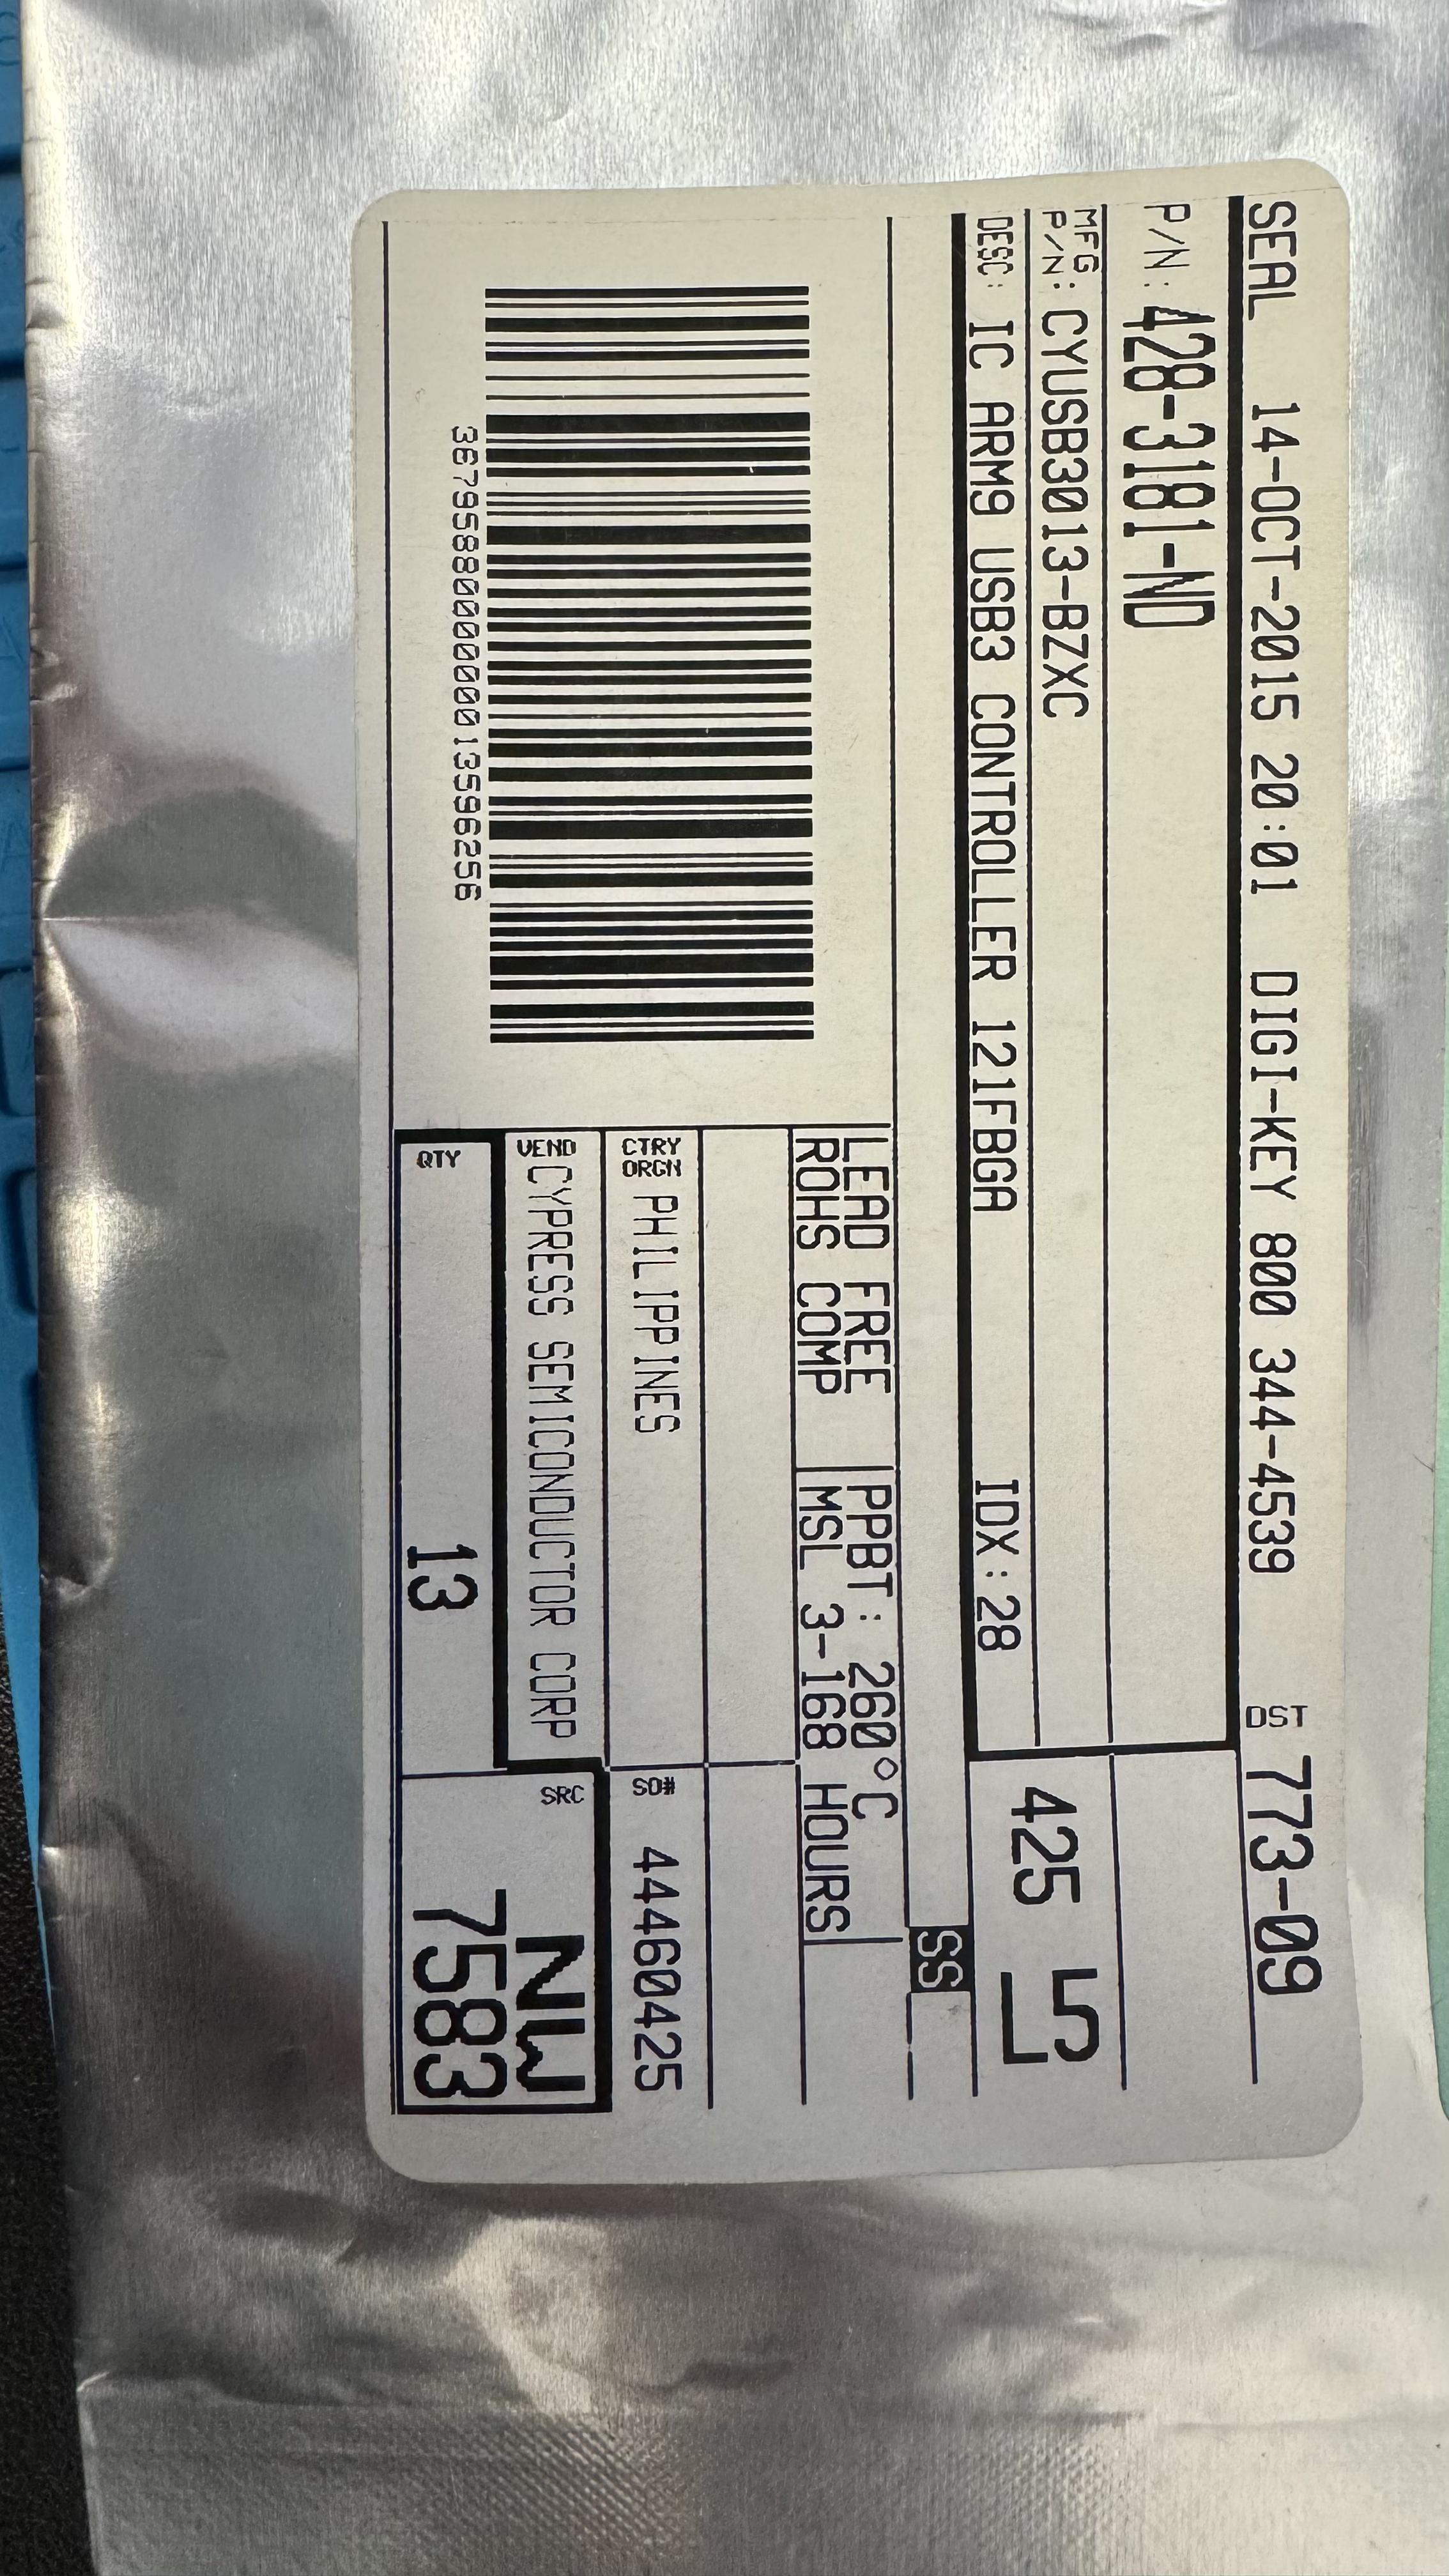 SEAL 14-OCT-2015 20:01 DIGI-KEY 800 344-4539 DST 773-09
P/N: 428-3181-ND
MFG P/N: CYUSB3013-BZXC
425 L5
DESC: IC ARM9 USB3 CONTROLLER 121FBGA IDX:28
SS
LEAD FREE PPBT: 260°C
ROHS COMP MSL 3-168 HOURS
CTRY ORGN PHILIPPINES
SO# 44460425
VEND CYPRESS SEMICONDUCTOR CORP
SRC NW
7583
QTY 13
3679588000000013596256